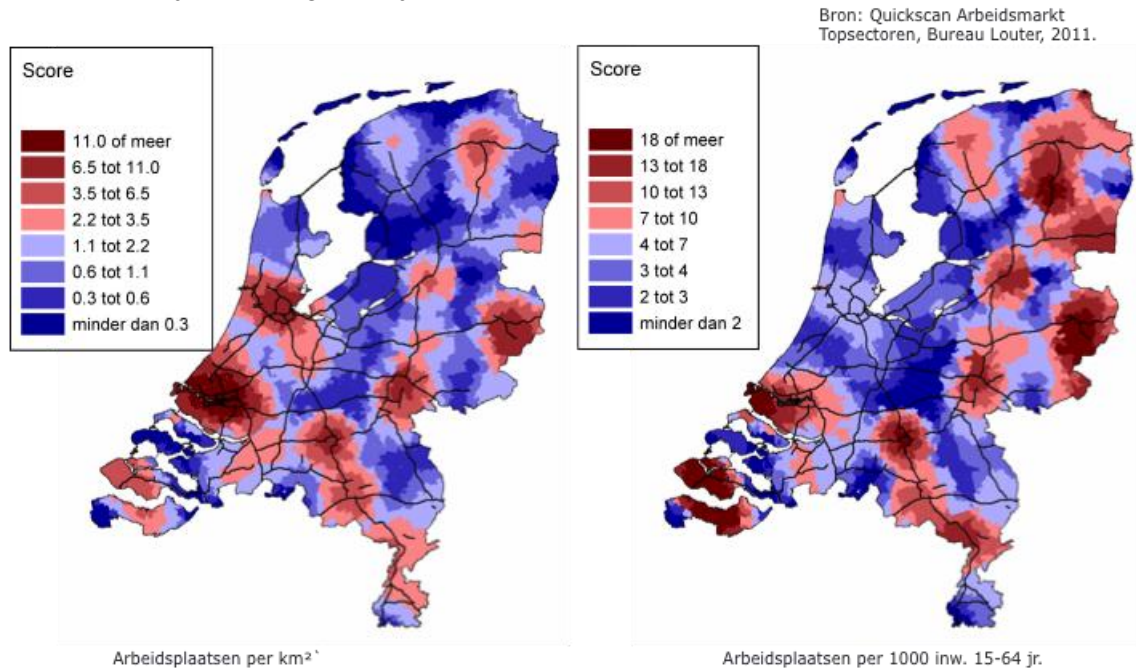 Bron: Quickscan Arbeidsmarkt
Topsectoren, Bureau Louter, 2011.
Score
11.0 of meer
6.5 tot 11.0
3.5 tot 6.5
2.2 tot 3.5
1.1 tot 2.2
0.6 tot 1.1
0.3 tot 0.6
minder dan 0.3
Score
18 of meer
13 tot 18
10 tot 13
7 tot 10
4 tot 7
3 tot 4
2 tot 3
minder dan 2
Arbeidsplaatsen per km²`
Arbeidsplaatsen per 1000 inw. 15-64 jr.